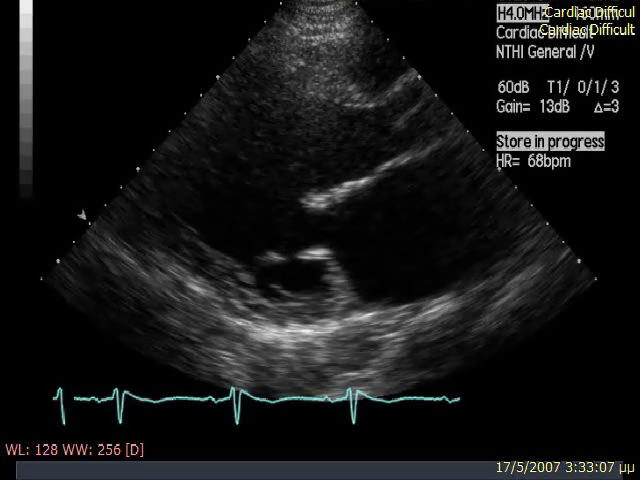 H4.0MHz
Cardiac Difficul
Cardiac Difficult
NTHI General /V
60dB T1/ 0/1/ 3
Gain= 13dB Δ=3
Store in progress
HR= 68bpm
WL: 128 WW: 256 [D]
17/5/2007 3:33:07 μμ